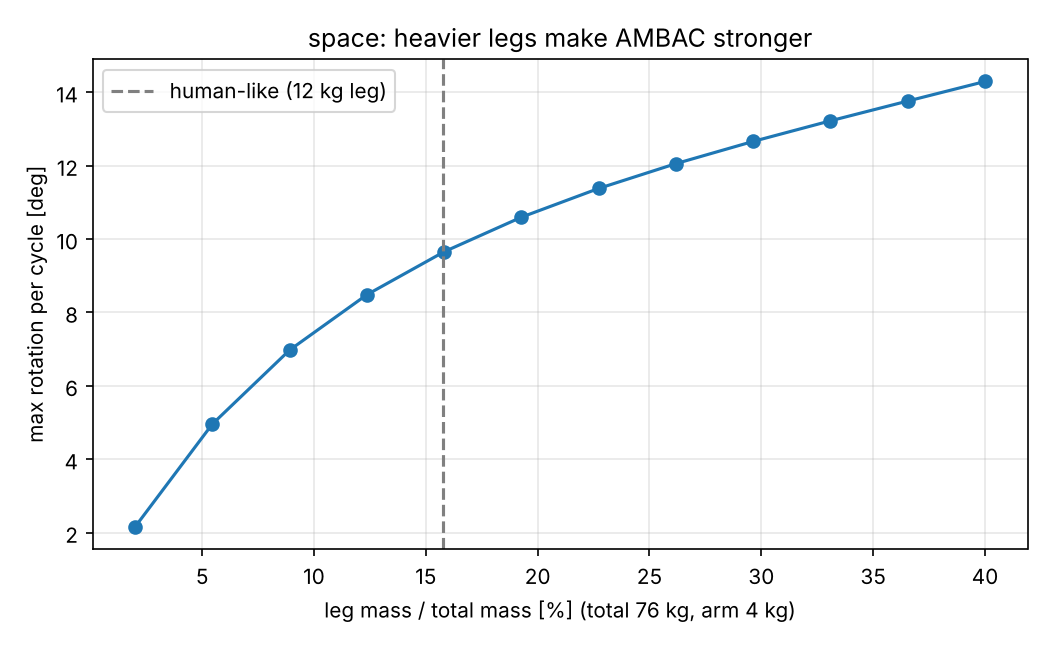 space: heavier legs make AMBAC stronger
human-like (12 kg leg)
max rotation per cycle [deg]
14
12
10
8
6
4
2
5 10 15 20 25 30 35 40
leg mass / total mass [%] (total 76 kg, arm 4 kg)